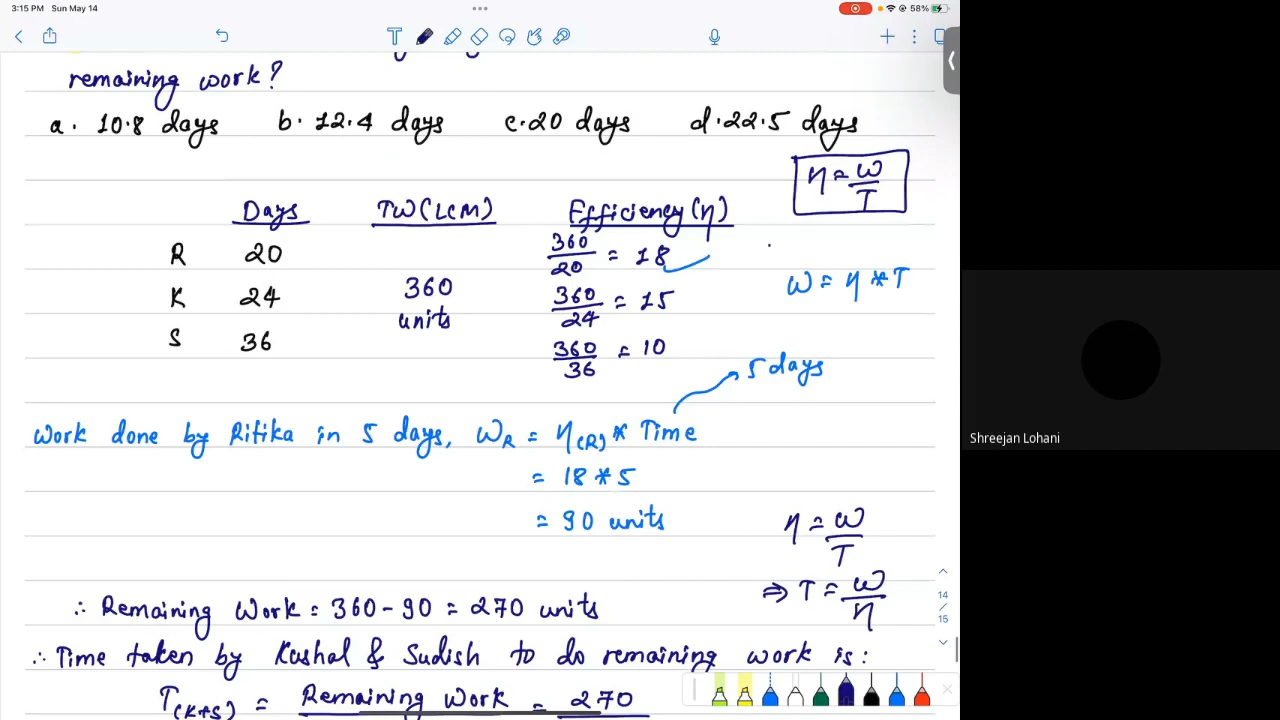 3:15 PM Sun May 14
58%
remaining work?
a. 10.8 days b. 12.4 days c. 20 days d. 22.5 days
η = W/T
Days TW(LCM) Efficiency(η)
R 20 360/20 = 18
W = η * T
K 24 360 units 360/24 = 15
S 36 360/36 = 10
5 days
Work done by Ritika in 5 days, W_R = η(R) * Time
= 18 * 5
= 90 units
η = W/T
⇒ T = W/η
∴ Remaining Work = 360 - 90 = 270 units
∴ Time taken by Kushal & Sudish to do remaining work is:
T(K+S) = Remaining Work = 270
14
/
15
Shreejan Lohani